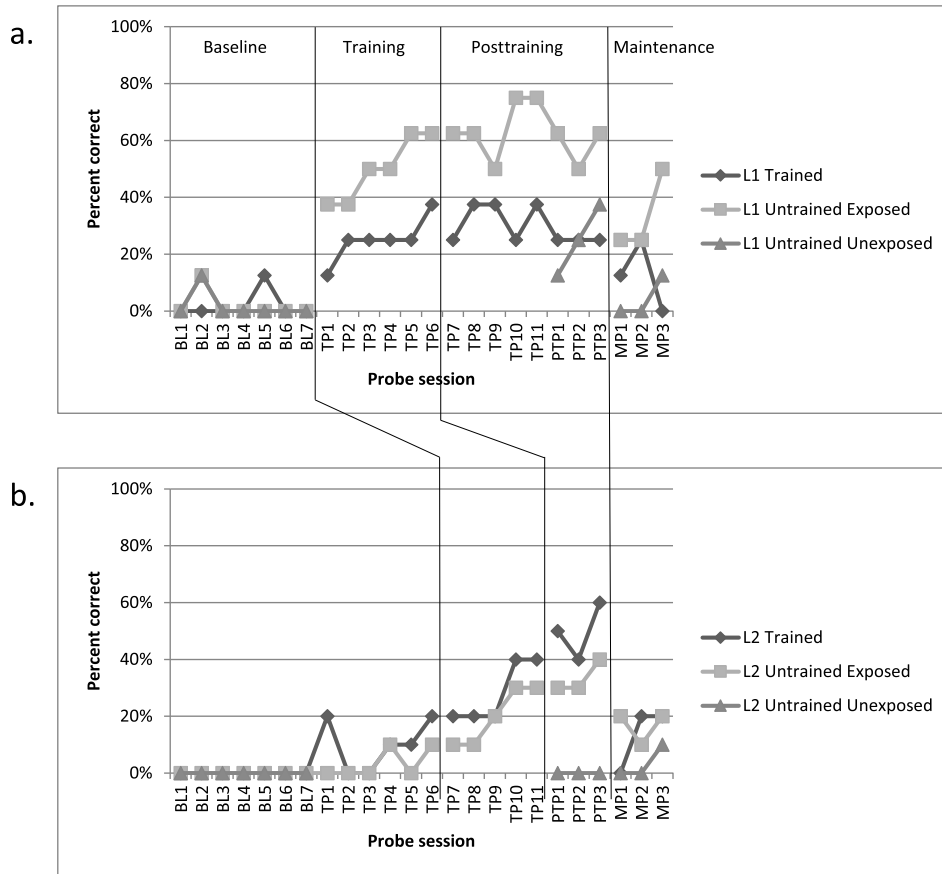 a.
100%
Baseline Training Posttraining Maintenance
80%
60%
40%
20%
0%
Percent correct
BL1 BL2 BL3 BL4 BL5 BL6 BL7 TP1 TP2 TP3 TP4 TP5 TP6 TP7 TP8 TP9 TP10 TP11 PTP1 PTP2 PTP3 MP1 MP2 MP3
Probe session
L1 Trained
L1 Untrained Exposed
L1 Untrained Unexposed
b.
100%
80%
60%
40%
20%
0%
Percent correct
BL1 BL2 BL3 BL4 BL5 BL6 BL7 TP1 TP2 TP3 TP4 TP5 TP6 TP7 TP8 TP9 TP10 TP11 PTP1 PTP2 PTP3 MP1 MP2 MP3
Probe session
L2 Trained
L2 Untrained Exposed
L2 Untrained Unexposed